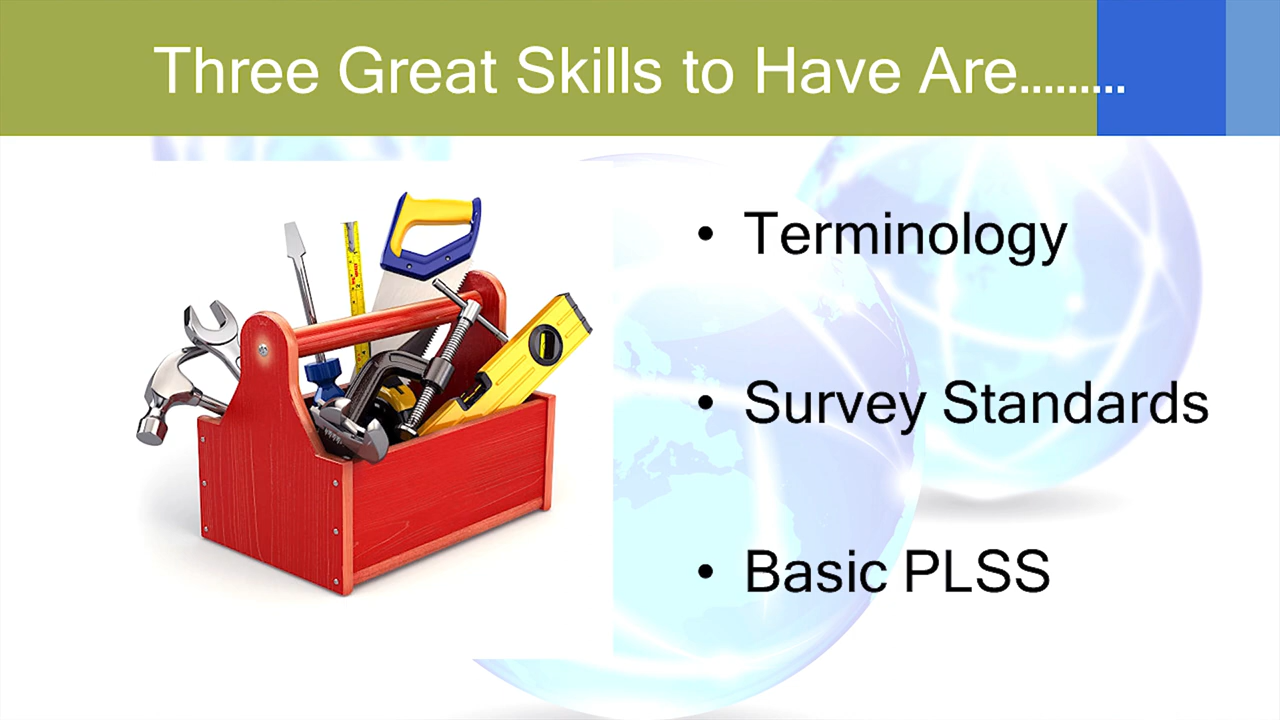 Three Great Skills to Have Are.........
• Terminology
• Survey Standards
• Basic PLSS